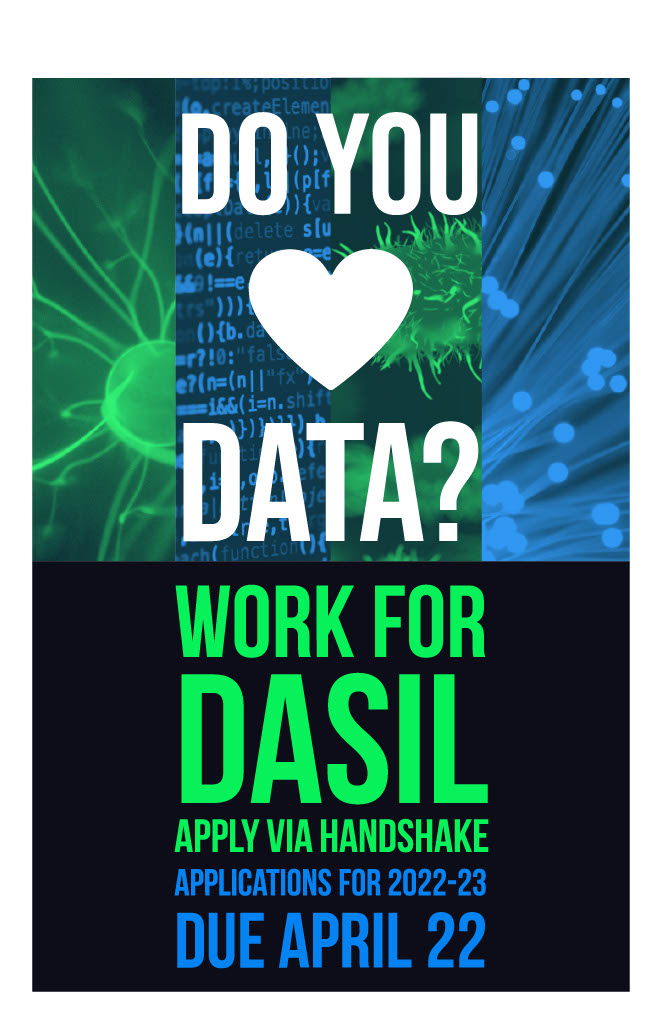 DO YOU
DATA?
WORK FOR
DASIL
APPLY VIA HANDSHAKE
APPLICATIONS FOR 2022-23
DUE APRIL 22